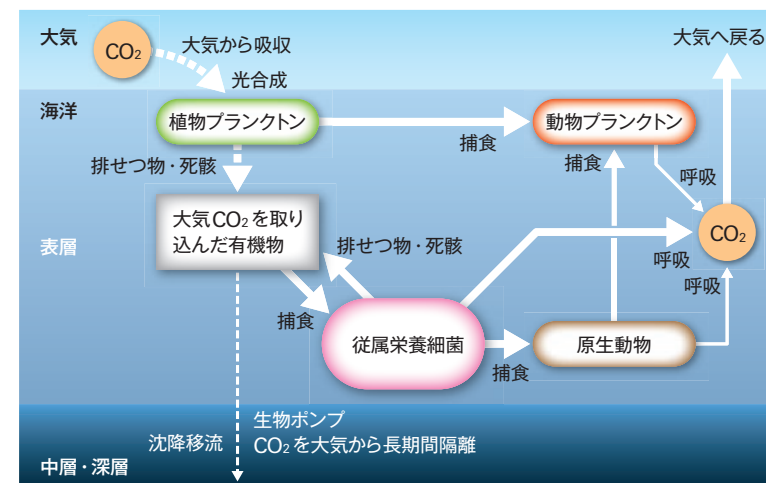 大気
CO₂
大気から吸収
大気へ戻る
光合成
海洋
植物プランクトン
動物プランクトン
捕食
排せつ物・死骸
捕食
呼吸
大気CO₂を取り
込んだ有機物
CO₂
表層
排せつ物・死骸
呼吸
呼吸
捕食
従属栄養細菌
原生動物
捕食
生物ポンプ
沈降移流
CO₂を大気から長期間隔離
中層・深層